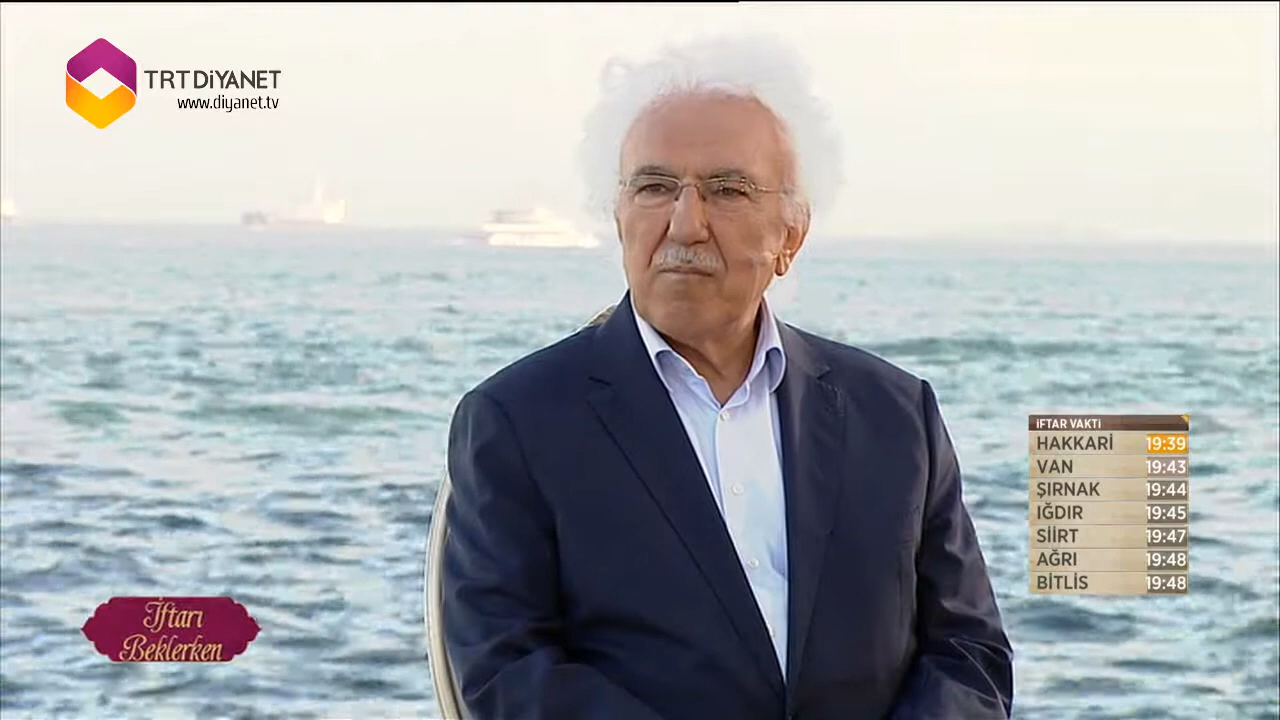 TRT DİYANET
www.diyanet.tv
İFTAR VAKTİ
HAKKARİ 19:39
VAN 19:43
ŞIRNAK 19:44
IĞDIR 19:45
SİİRT 19:47
AĞRI 19:48
BİTLİS 19:48
İftarı
Beklerken